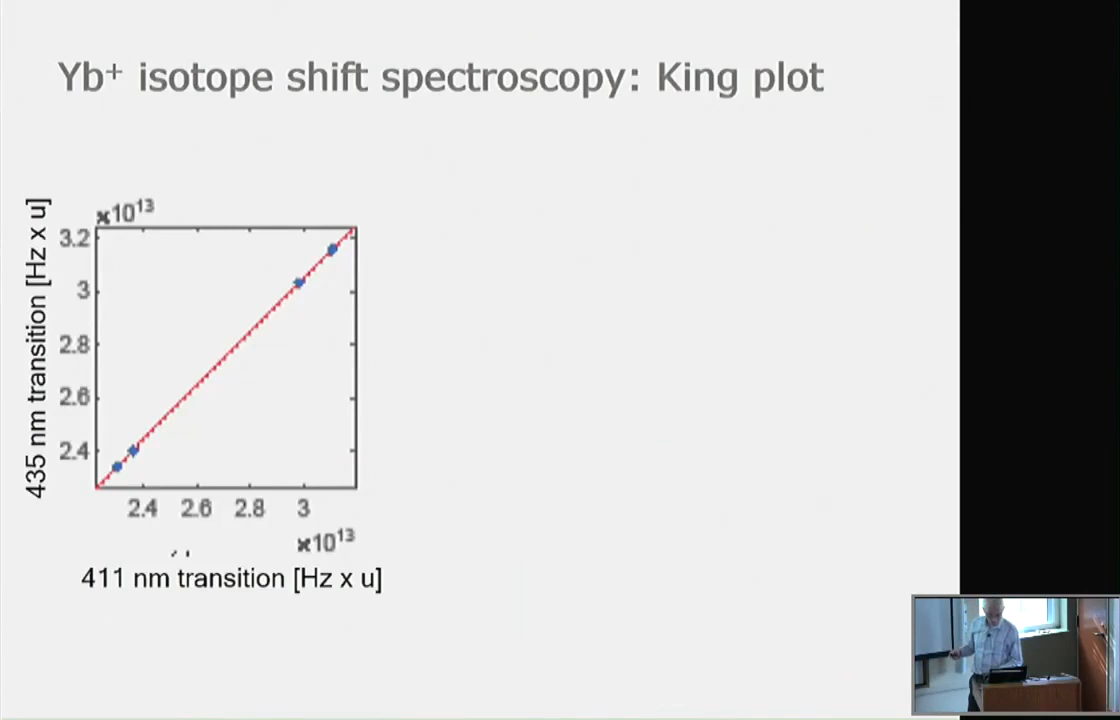 Yb⁺ isotope shift spectroscopy: King plot
×10¹³
3.2
3
2.8
2.6
2.4
435 nm transition [Hz x u]
2.4 2.6 2.8 3
×10¹³
411 nm transition [Hz x u]